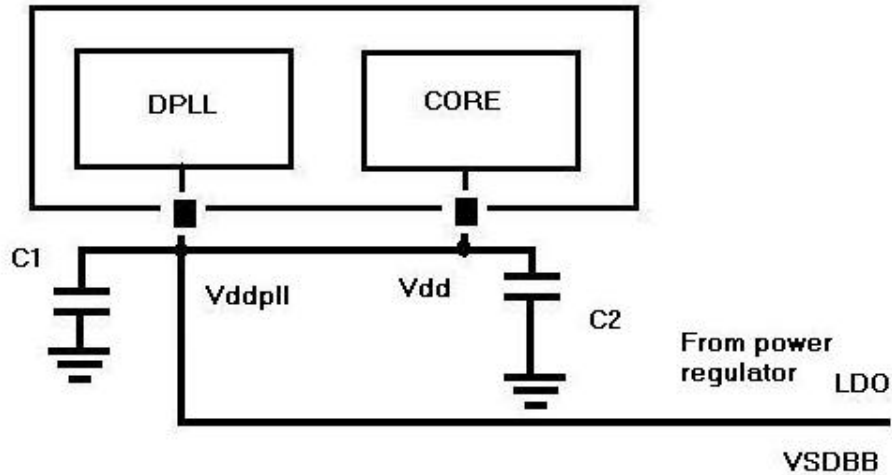 DPLL
CORE
C1
Vddpll
Vdd
C2
From power
regulator
LDO
VSDBB